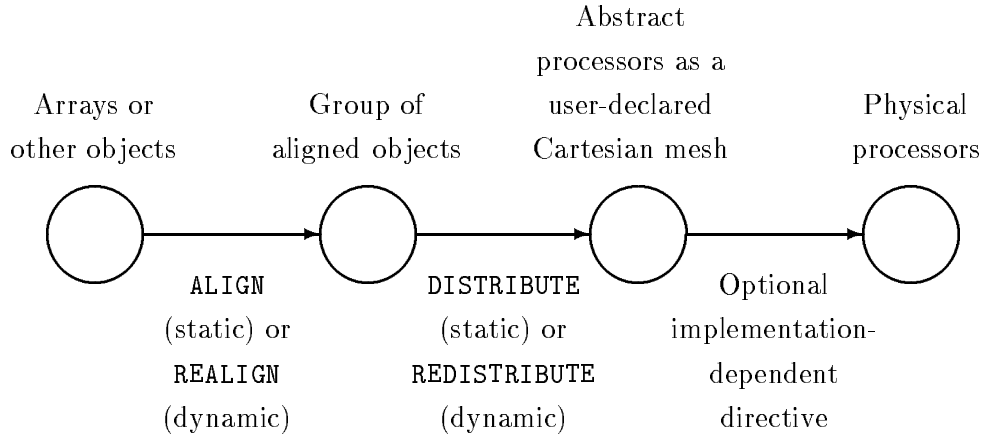 Arrays or
other objects
Group of
aligned objects
Abstract
processors as a
user-declared
Cartesian mesh
Physical
processors
ALIGN
(static) or
REALIGN
(dynamic)
DISTRIBUTE
(static) or
REDISTRIBUTE
(dynamic)
Optional
implementation-
dependent
directive